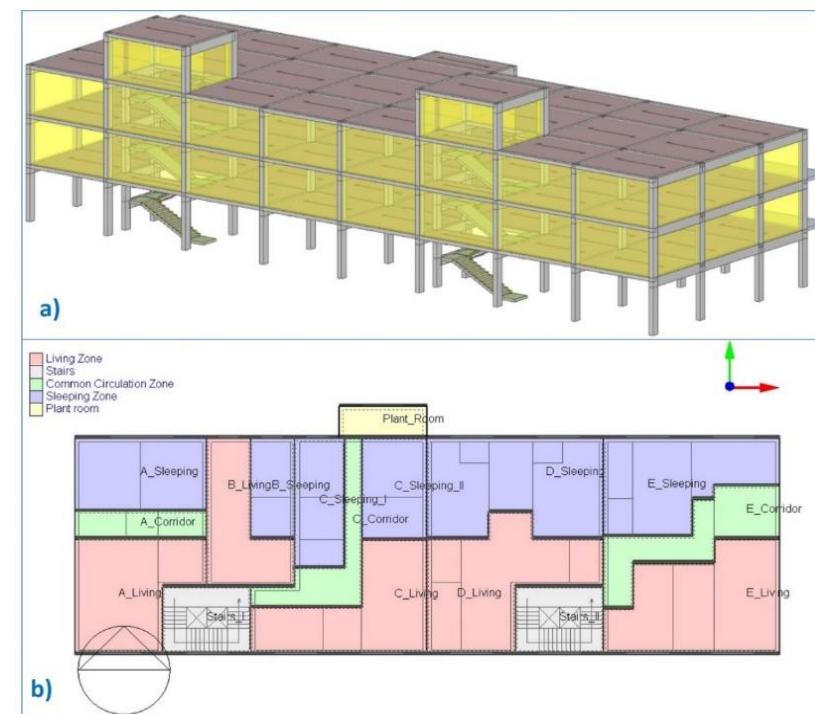 a)
Living Zone
Stairs
Common Circulation Zone
Sleeping Zone
Plant room
Plant_Room
A_Sleeping
B_Living
B_Sleeping
C_Sleeping_I
C_Sleeping_II
D_Sleeping
E_Sleeping
A_Corridor
C_Corridor
E_Corridor
A_Living
C_Living
D_Living
E_Living
Stairs_I
Stairs_II
b)